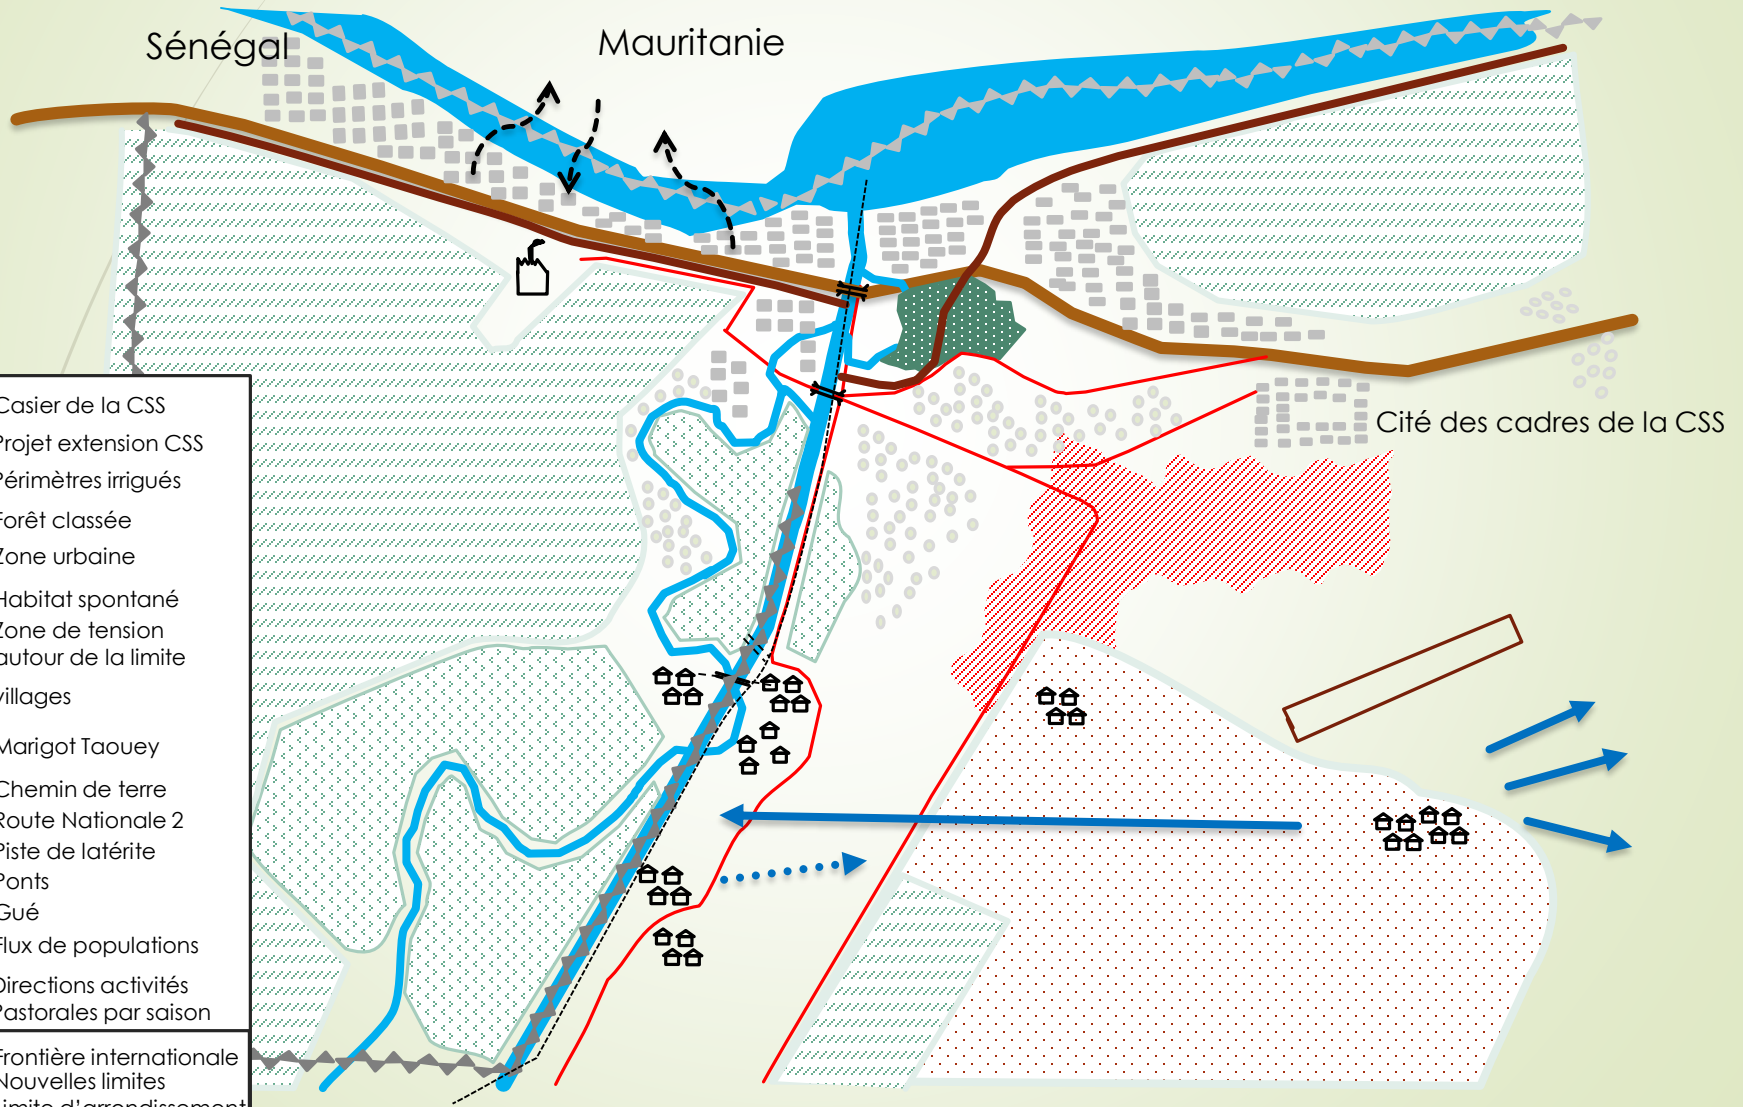 Sénégal
Mauritanie
Cité des cadres de la CSS
Casier de la CSS
Projet extension CSS
Périmètres irrigués
Forêt classée
Zone urbaine
Habitat spontané
Zone de tension
autour de la limite
villages
Marigot Taouey
Chemin de terre
Route Nationale 2
Piste de latérite
Ponts
Gué
Flux de populations
Directions activités
Pastorales par saison
Frontière internationale
Nouvelles limites
Limite d'arrondissement